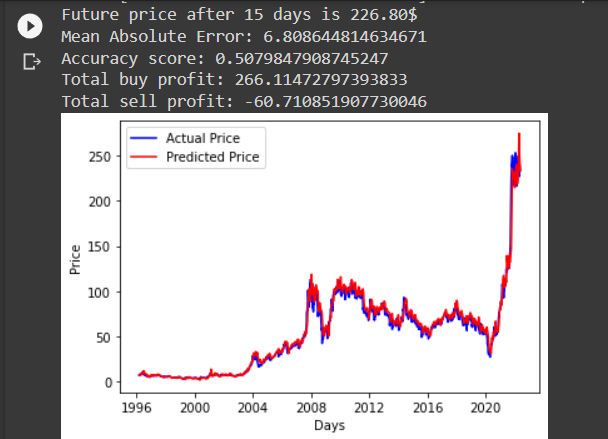 Future price after 15 days is 226.80$
Mean Absolute Error: 6.808644814634671
Accuracy score: 0.5079847908745247
Total buy profit: 266.11472797393833
Total sell profit: -60.710851907730046
Actual Price
Predicted Price
250
200
150
100
50
0
Price
1996 2000 2004 2008 2012 2016 2020
Days